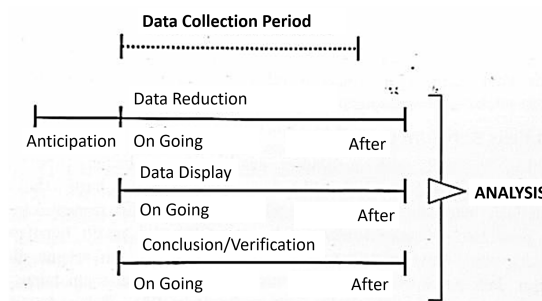 Data Collection Period
Data Reduction
Anticipation On Going After
Data Display
On Going After
ANALYSIS
Conclusion/Verification
On Going After